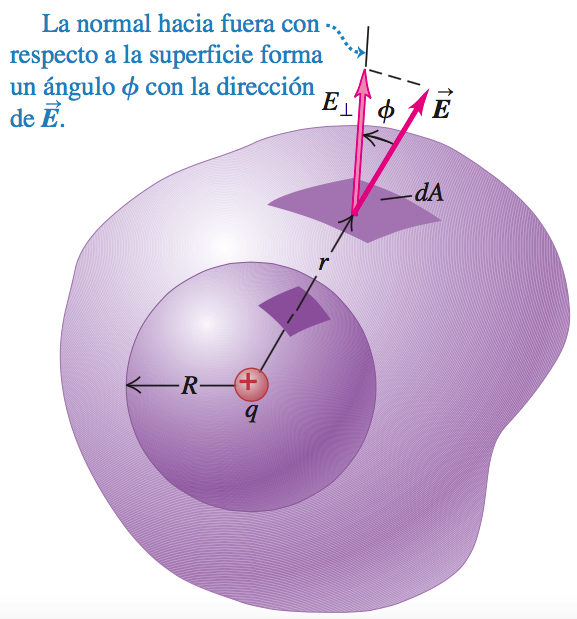 La normal hacia fuera con
respecto a la superficie forma
un ángulo ϕ con la dirección
de E⃗.
E⊥
ϕ
E⃗
dA
r
R
+
q